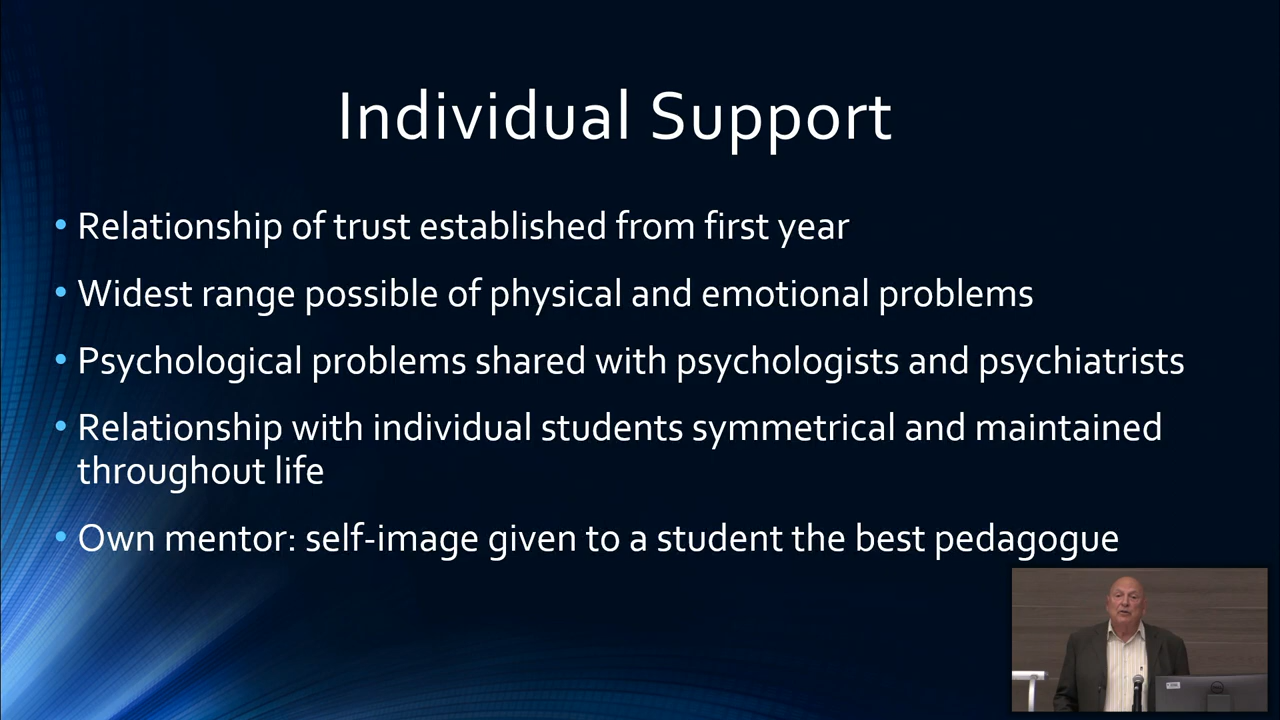 Individual Support
• Relationship of trust established from first year
• Widest range possible of physical and emotional problems
• Psychological problems shared with psychologists and psychiatrists
• Relationship with individual students symmetrical and maintained
throughout life
• Own mentor: self-image given to a student the best pedagogue